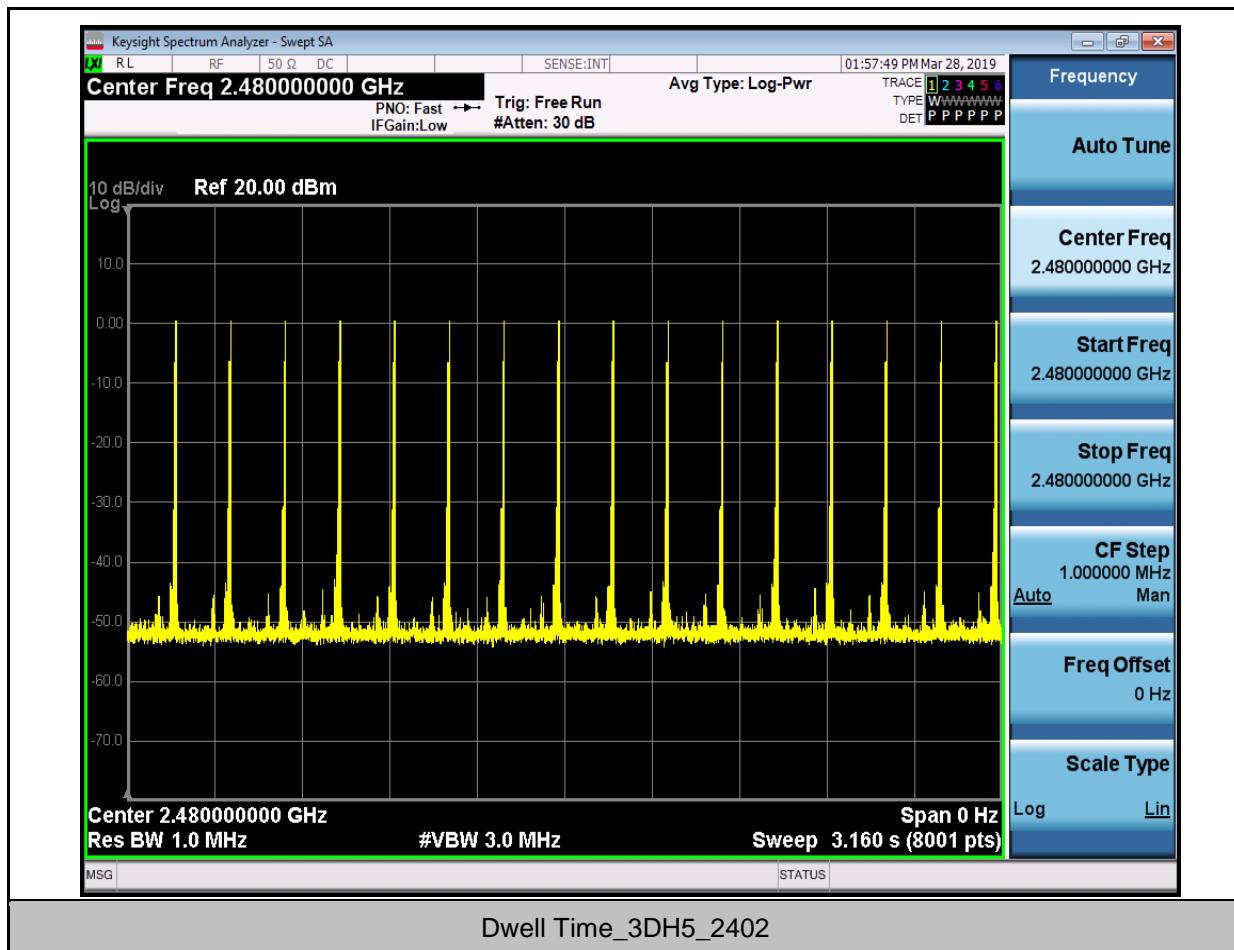 Keysight Spectrum Analyzer - Swept SA
LXI RL RF 50 Ω DC SENSE:INT 01:57:49 PM Mar 28, 2019
Center Freq 2.480000000 GHz
PNO: Fast
IFGain:Low
Trig: Free Run
#Atten: 30 dB
Avg Type: Log-Pwr
TRACE 1 2 3 4 5 6
TYPE WWWWWW
DET P P P P P P
10 dB/div Ref 20.00 dBm
Log
10.0
0.00
-10.0
-20.0
-30.0
-40.0
-50.0
-60.0
-70.0
Center 2.480000000 GHz Span 0 Hz
Res BW 1.0 MHz #VBW 3.0 MHz Sweep 3.160 s (8001 pts)
Frequency
Auto Tune
Center Freq
2.480000000 GHz
Start Freq
2.480000000 GHz
Stop Freq
2.480000000 GHz
CF Step
1.000000 MHz
Auto Man
Freq Offset
0 Hz
Scale Type
Log Lin
MSG STATUS
Dwell Time_3DH5_2402